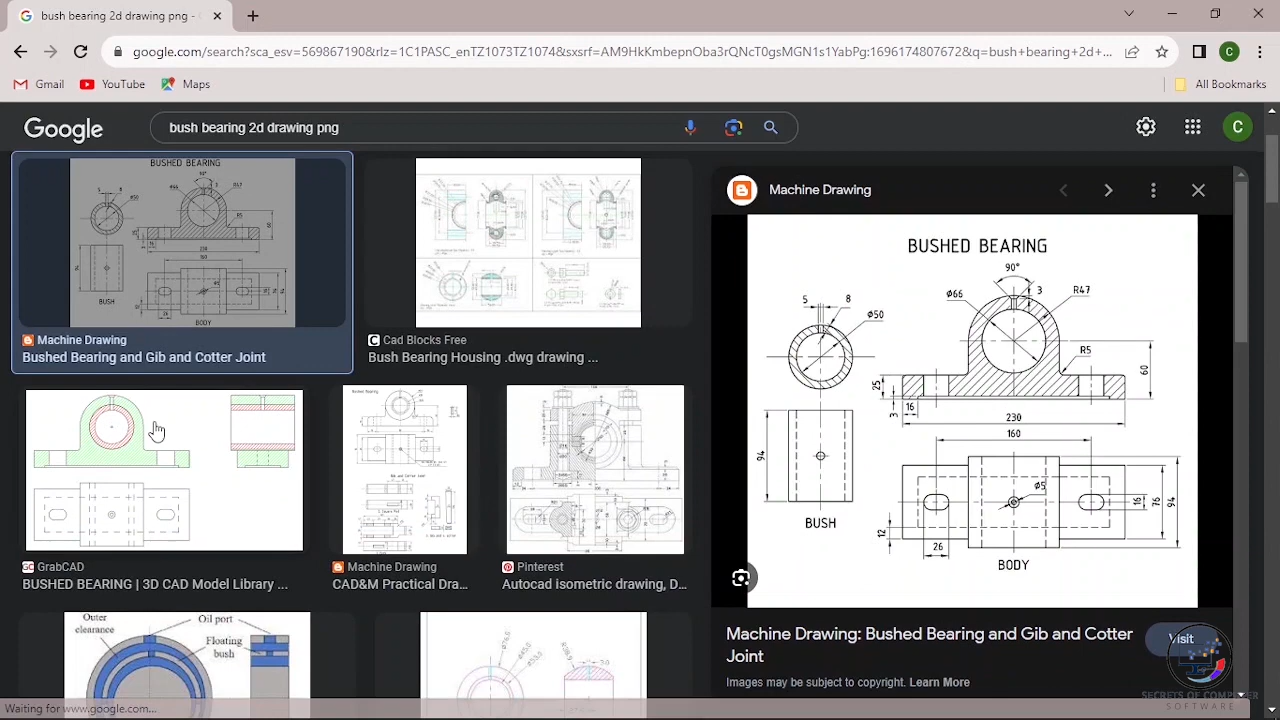 bush bearing 2d drawing png -
google.com/search?sca_esv=569867190&rlz=1C1PASC_enTZ1073TZ1074&sxsrf=AM9HkKmbepnOba3rQNcT0gsMGN1s1YabPg:1696174807672&q=bush+bearing+2d+...
C
Gmail
YouTube
Maps
All Bookmarks
Google
bush bearing 2d drawing png
C
BUSHED BEARING
BUSH
BODY
Machine Drawing
Bushed Bearing and Gib and Cotter Joint
Cad Blocks Free
Bush Bearing Housing .dwg drawing ...
GrabCAD
BUSHED BEARING | 3D CAD Model Library ...
Machine Drawing
CAD&M Practical Dra...
Pinterest
Autocad isometric drawing, D...
Outer
clearance
Oil port
Floating
bush
Machine Drawing
BUSHED BEARING
90°
5
8
Ø50
Ø66
3
R47
R5
25
3
16
60
230
94
BUSH
160
Ø5
16
76
94
12
26
BODY
Machine Drawing: Bushed Bearing and Gib and Cotter
Joint
Visit
Images may be subject to copyright. Learn More
SECRETS OF COMPUTER
SOFTWARE
Waiting for www.google.com...